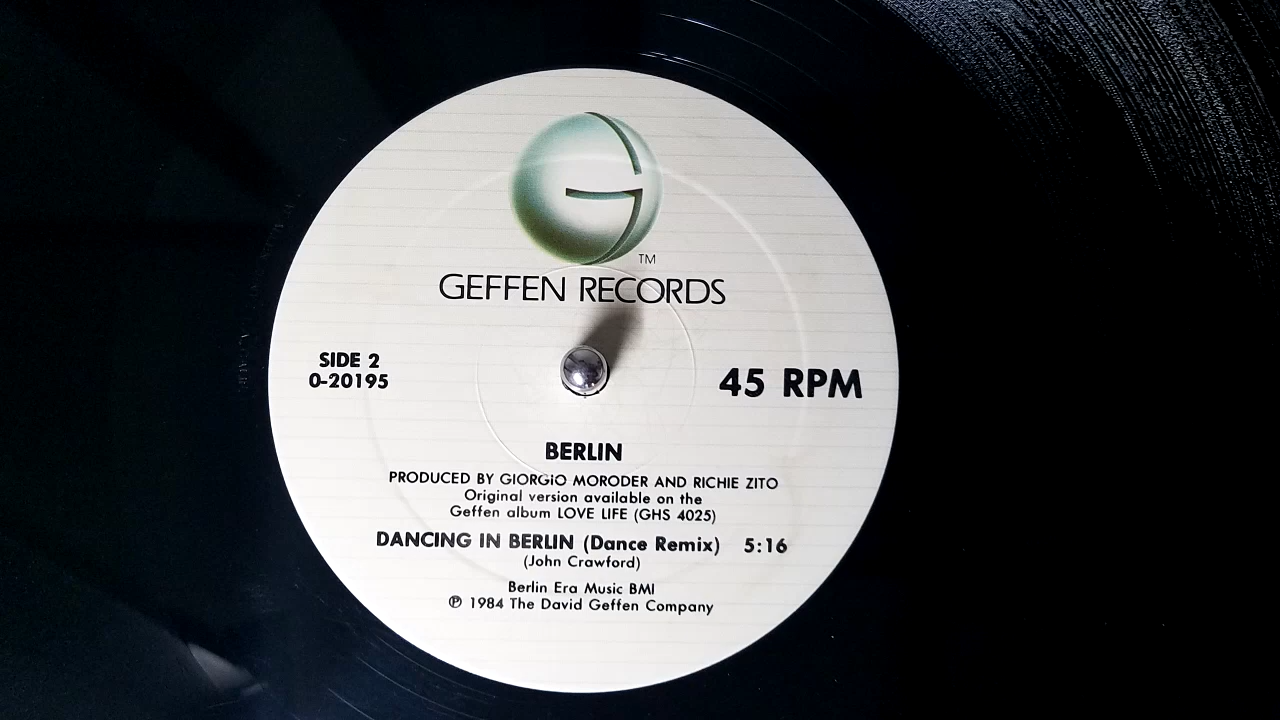 TM
GEFFEN RECORDS
SIDE 2
0-20195
45 RPM
BERLIN
PRODUCED BY GIORGIO MORODER AND RICHIE ZITO
Original version available on the
Geffen album LOVE LIFE (GHS 4025)
DANCING IN BERLIN (Dance Remix) 5:16
(John Crawford)
Berlin Era Music BMI
℗ 1984 The David Geffen Company